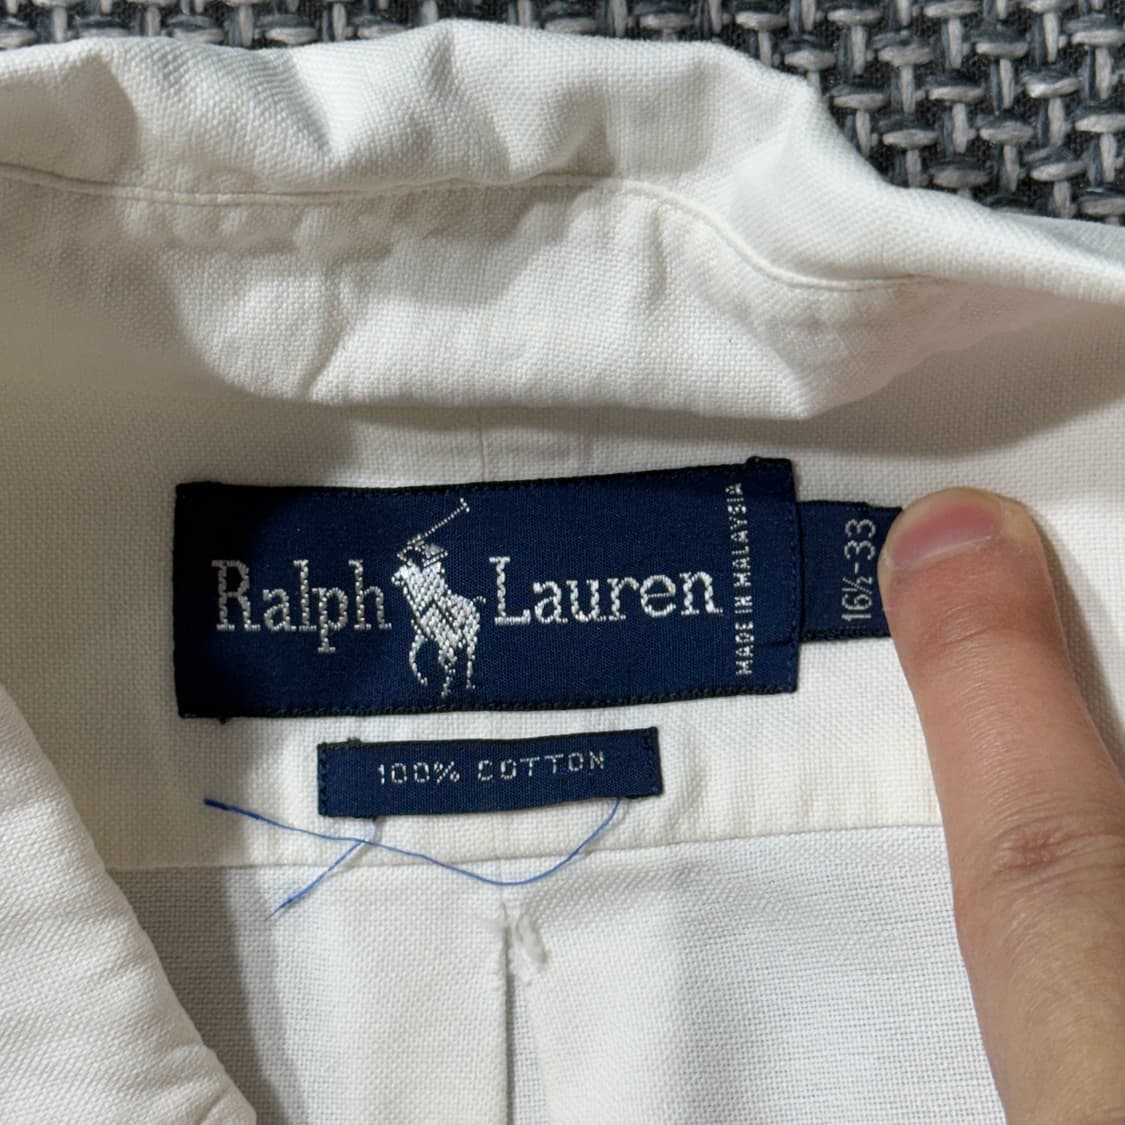 Ralph Lauren
MADE IN MALAYSIA
16½-33
100% COTTON